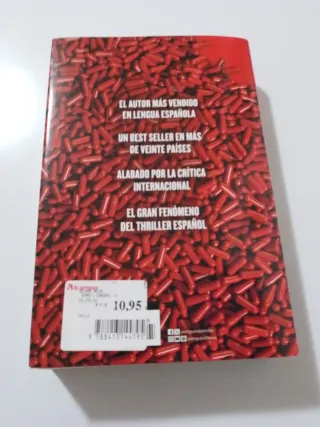 EL AUTOR MÁS VENDIDO
EN LENGUA ESPAÑOLA
UN BEST SELLER EN MÁS
DE VEINTE PAÍSES
ALABADO POR LA CRÍTICA
INTERNACIONAL
EL GRAN FENÓMENO
DEL THRILLER ESPAÑOL
10,95